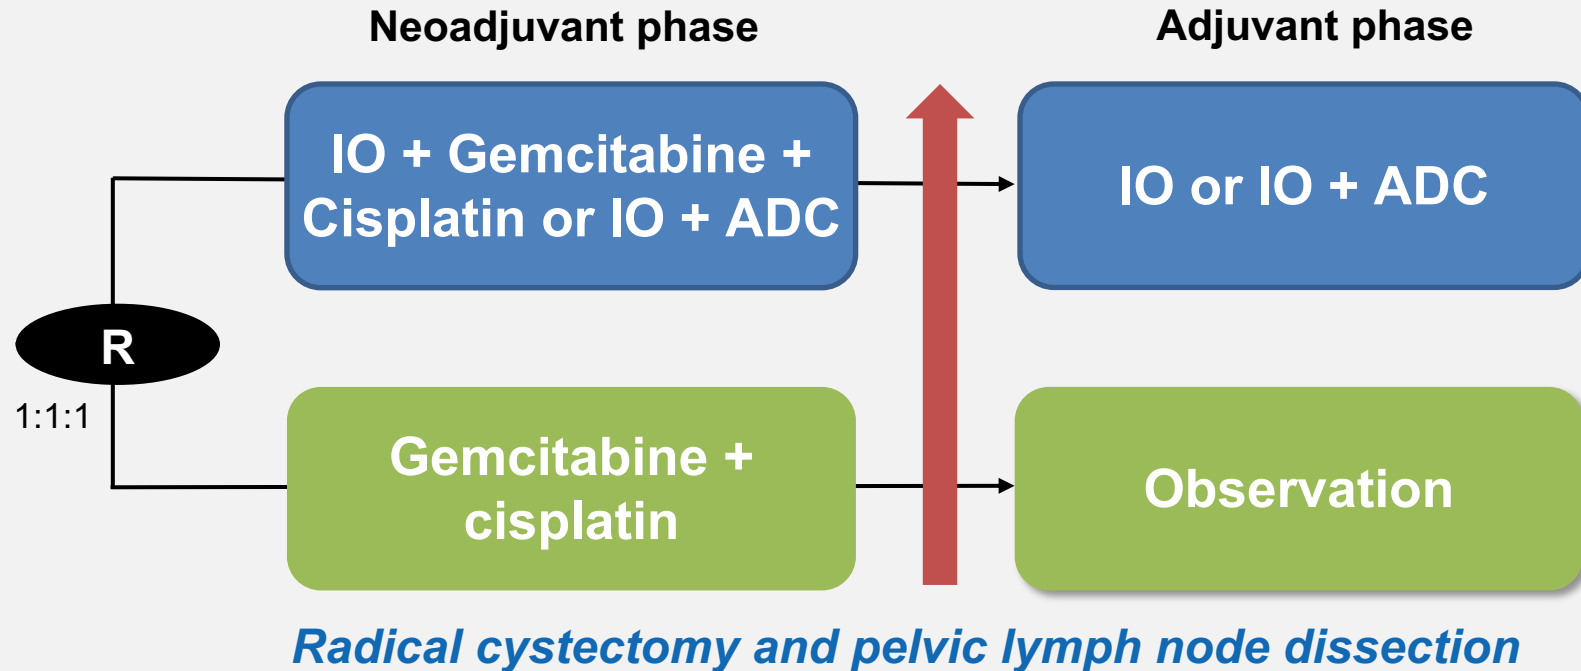 Neoadjuvant phase
Adjuvant phase
IO + Gemcitabine +
Cisplatin or IO + ADC
IO or IO + ADC
R
1:1:1
Gemcitabine +
cisplatin
Observation
Radical cystectomy and pelvic lymph node dissection